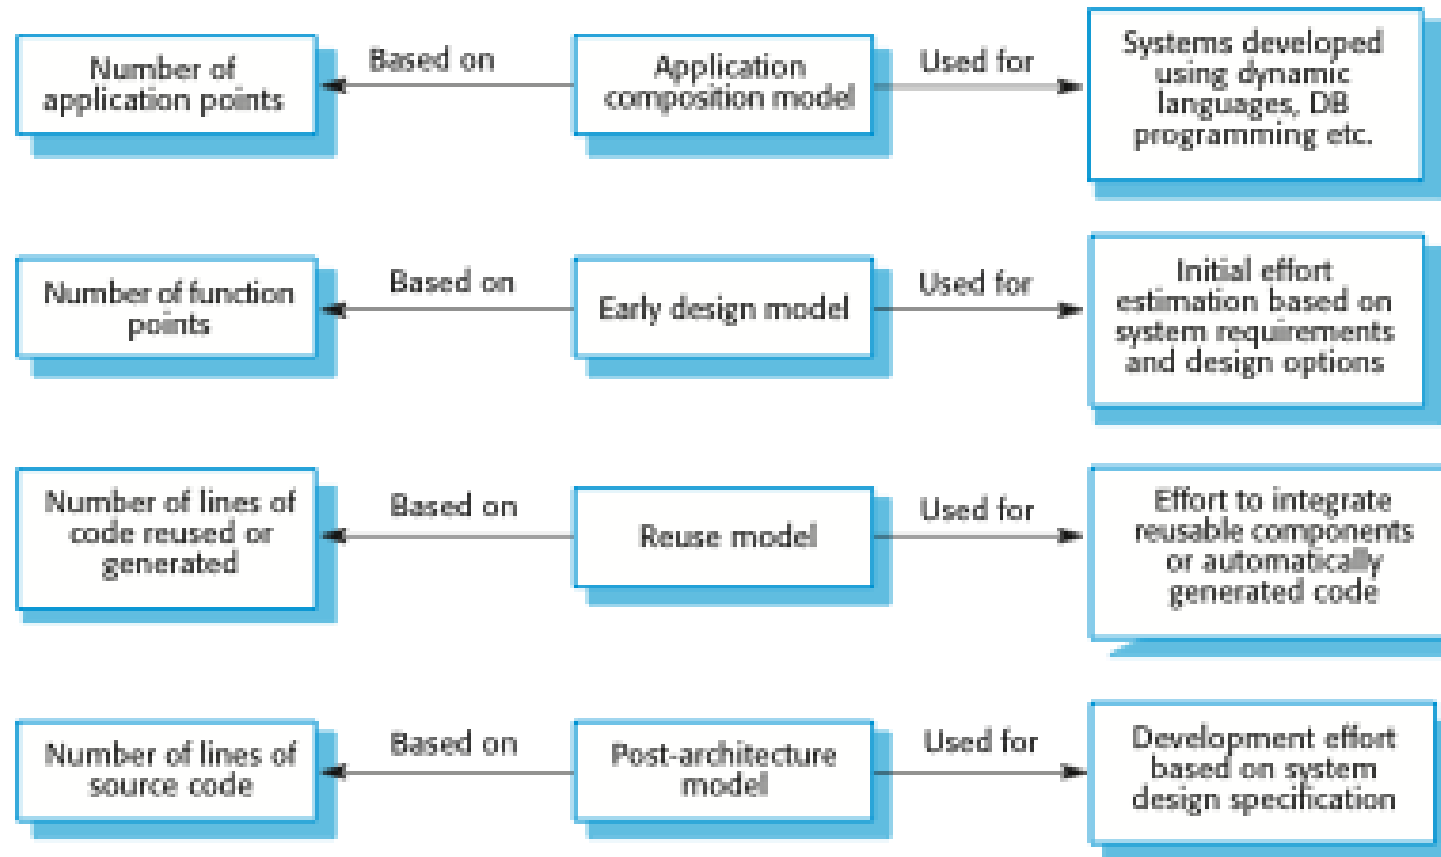 Number of
application points
Based on
Application
composition model
Used for
Systems developed
using dynamic
languages, DB
programming etc.
Number of function
points
Based on
Early design model
Used for
Initial effort
estimation based on
system requirements
and design options
Number of lines of
code reused or
generated
Based on
Reuse model
Used for
Effort to integrate
reusable components
or automatically
generated code
Number of lines of
source code
Based on
Post-architecture
model
Used for
Development effort
based on system
design specification